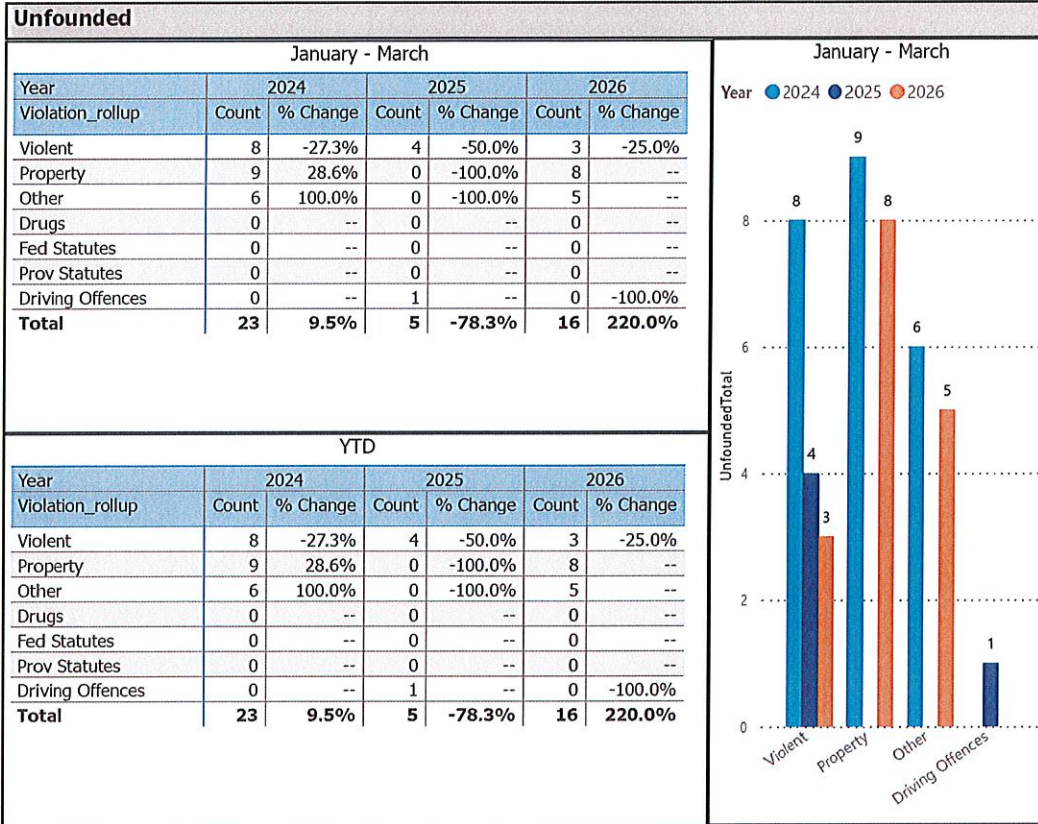 Unfounded
January - March
Year 2024 2025 2026
Violation_rollup Count % Change Count % Change Count % Change
Violent 8 -27.3% 4 -50.0% 3 -25.0%
Property 9 28.6% 0 -100.0% 8 --
Other 6 100.0% 0 -100.0% 5 --
Drugs 0 -- 0 -- 0 --
Fed Statutes 0 -- 0 -- 0 --
Prov Statutes 0 -- 0 -- 0 --
Driving Offences 0 -- 1 -- 0 -100.0%
Total 23 9.5% 5 -78.3% 16 220.0%
YTD
Year 2024 2025 2026
Violation_rollup Count % Change Count % Change Count % Change
Violent 8 -27.3% 4 -50.0% 3 -25.0%
Property 9 28.6% 0 -100.0% 8 --
Other 6 100.0% 0 -100.0% 5 --
Drugs 0 -- 0 -- 0 --
Fed Statutes 0 -- 0 -- 0 --
Prov Statutes 0 -- 0 -- 0 --
Driving Offences 0 -- 1 -- 0 -100.0%
Total 23 9.5% 5 -78.3% 16 220.0%
January - March
Year 2024 2025 2026
UnfoundedTotal
8
6
4
2
0
8
4
3
9
8
6
5
1
Violent
Property
Other
Driving Offences